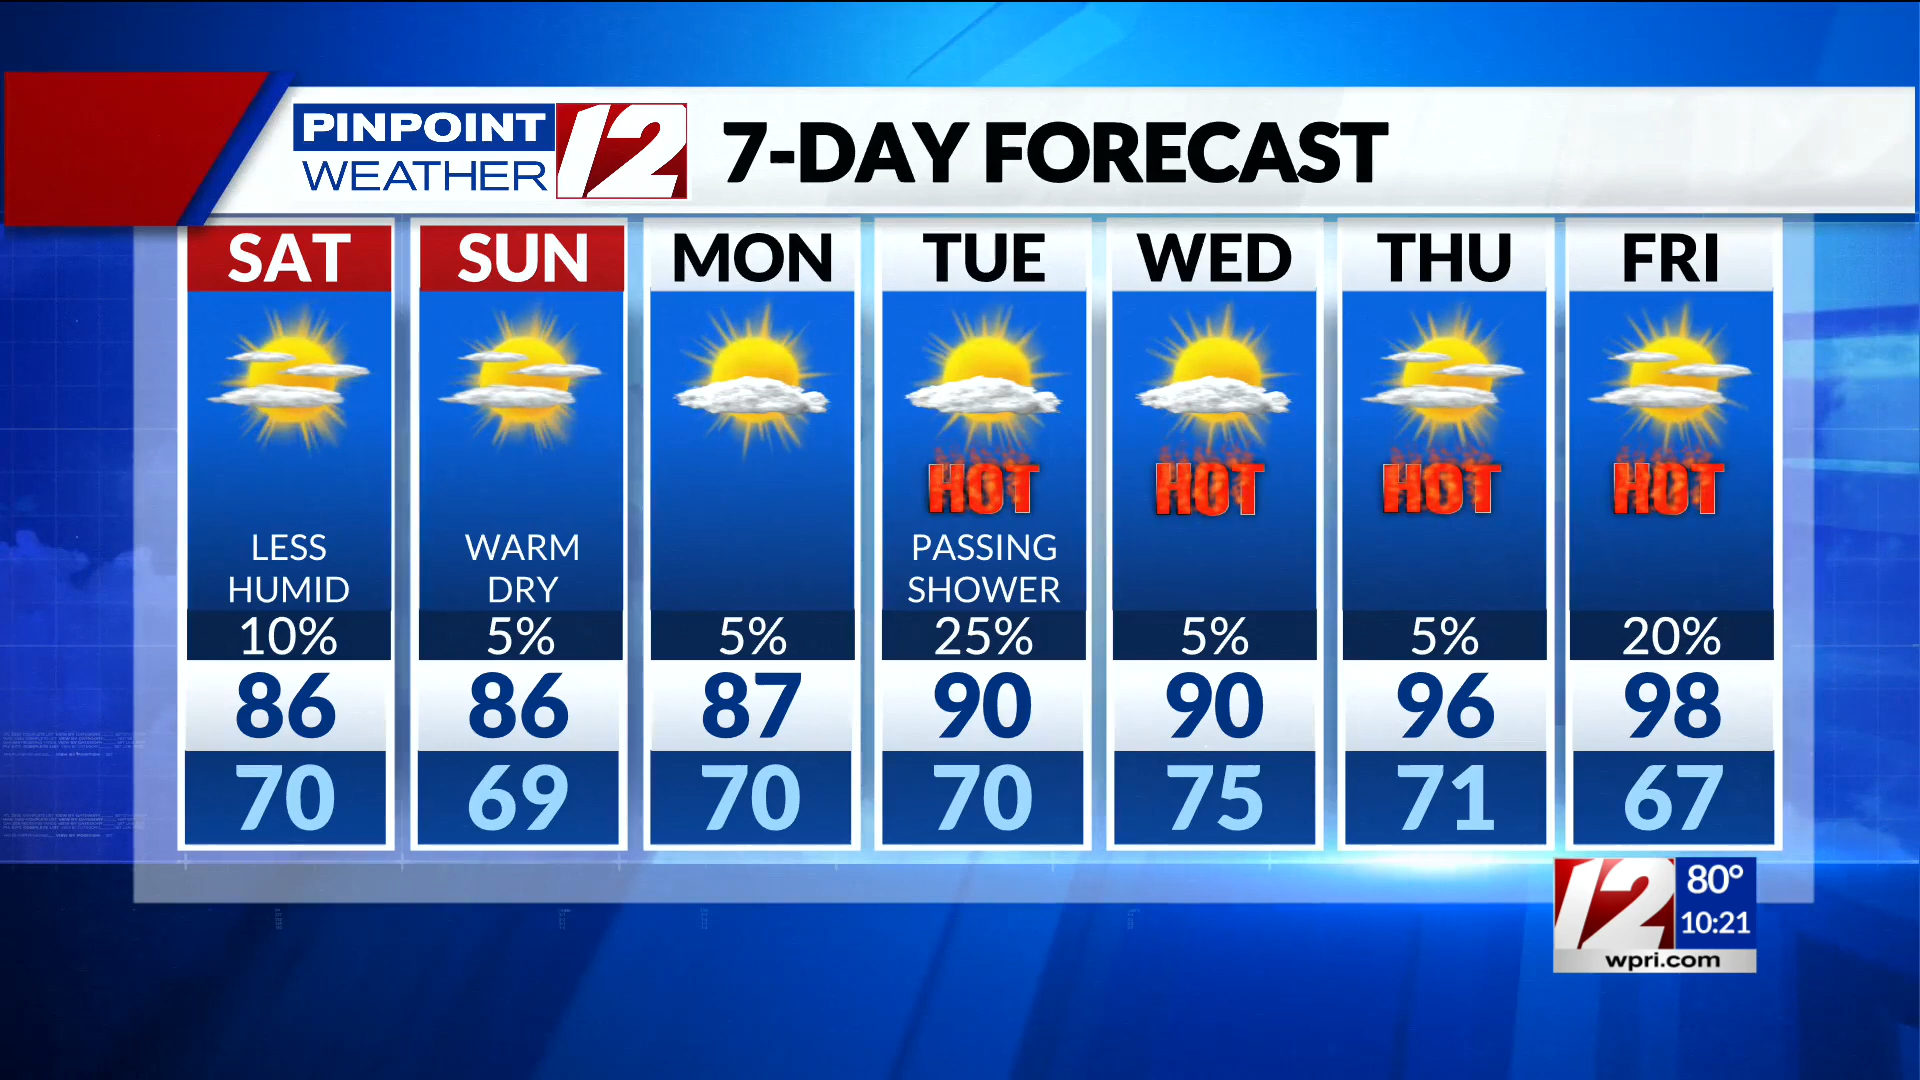 PINPOINT
WEATHER
12
7-DAY FORECAST
SAT SUN MON TUE WED THU FRI
HOT HOT HOT HOT
LESS
HUMID
WARM
DRY
PASSING
SHOWER
10% 5% 5% 25% 5% 5% 20%
86 86 87 90 90 96 98
70 69 70 70 75 71 67
12
80°
10:21
wpri.com